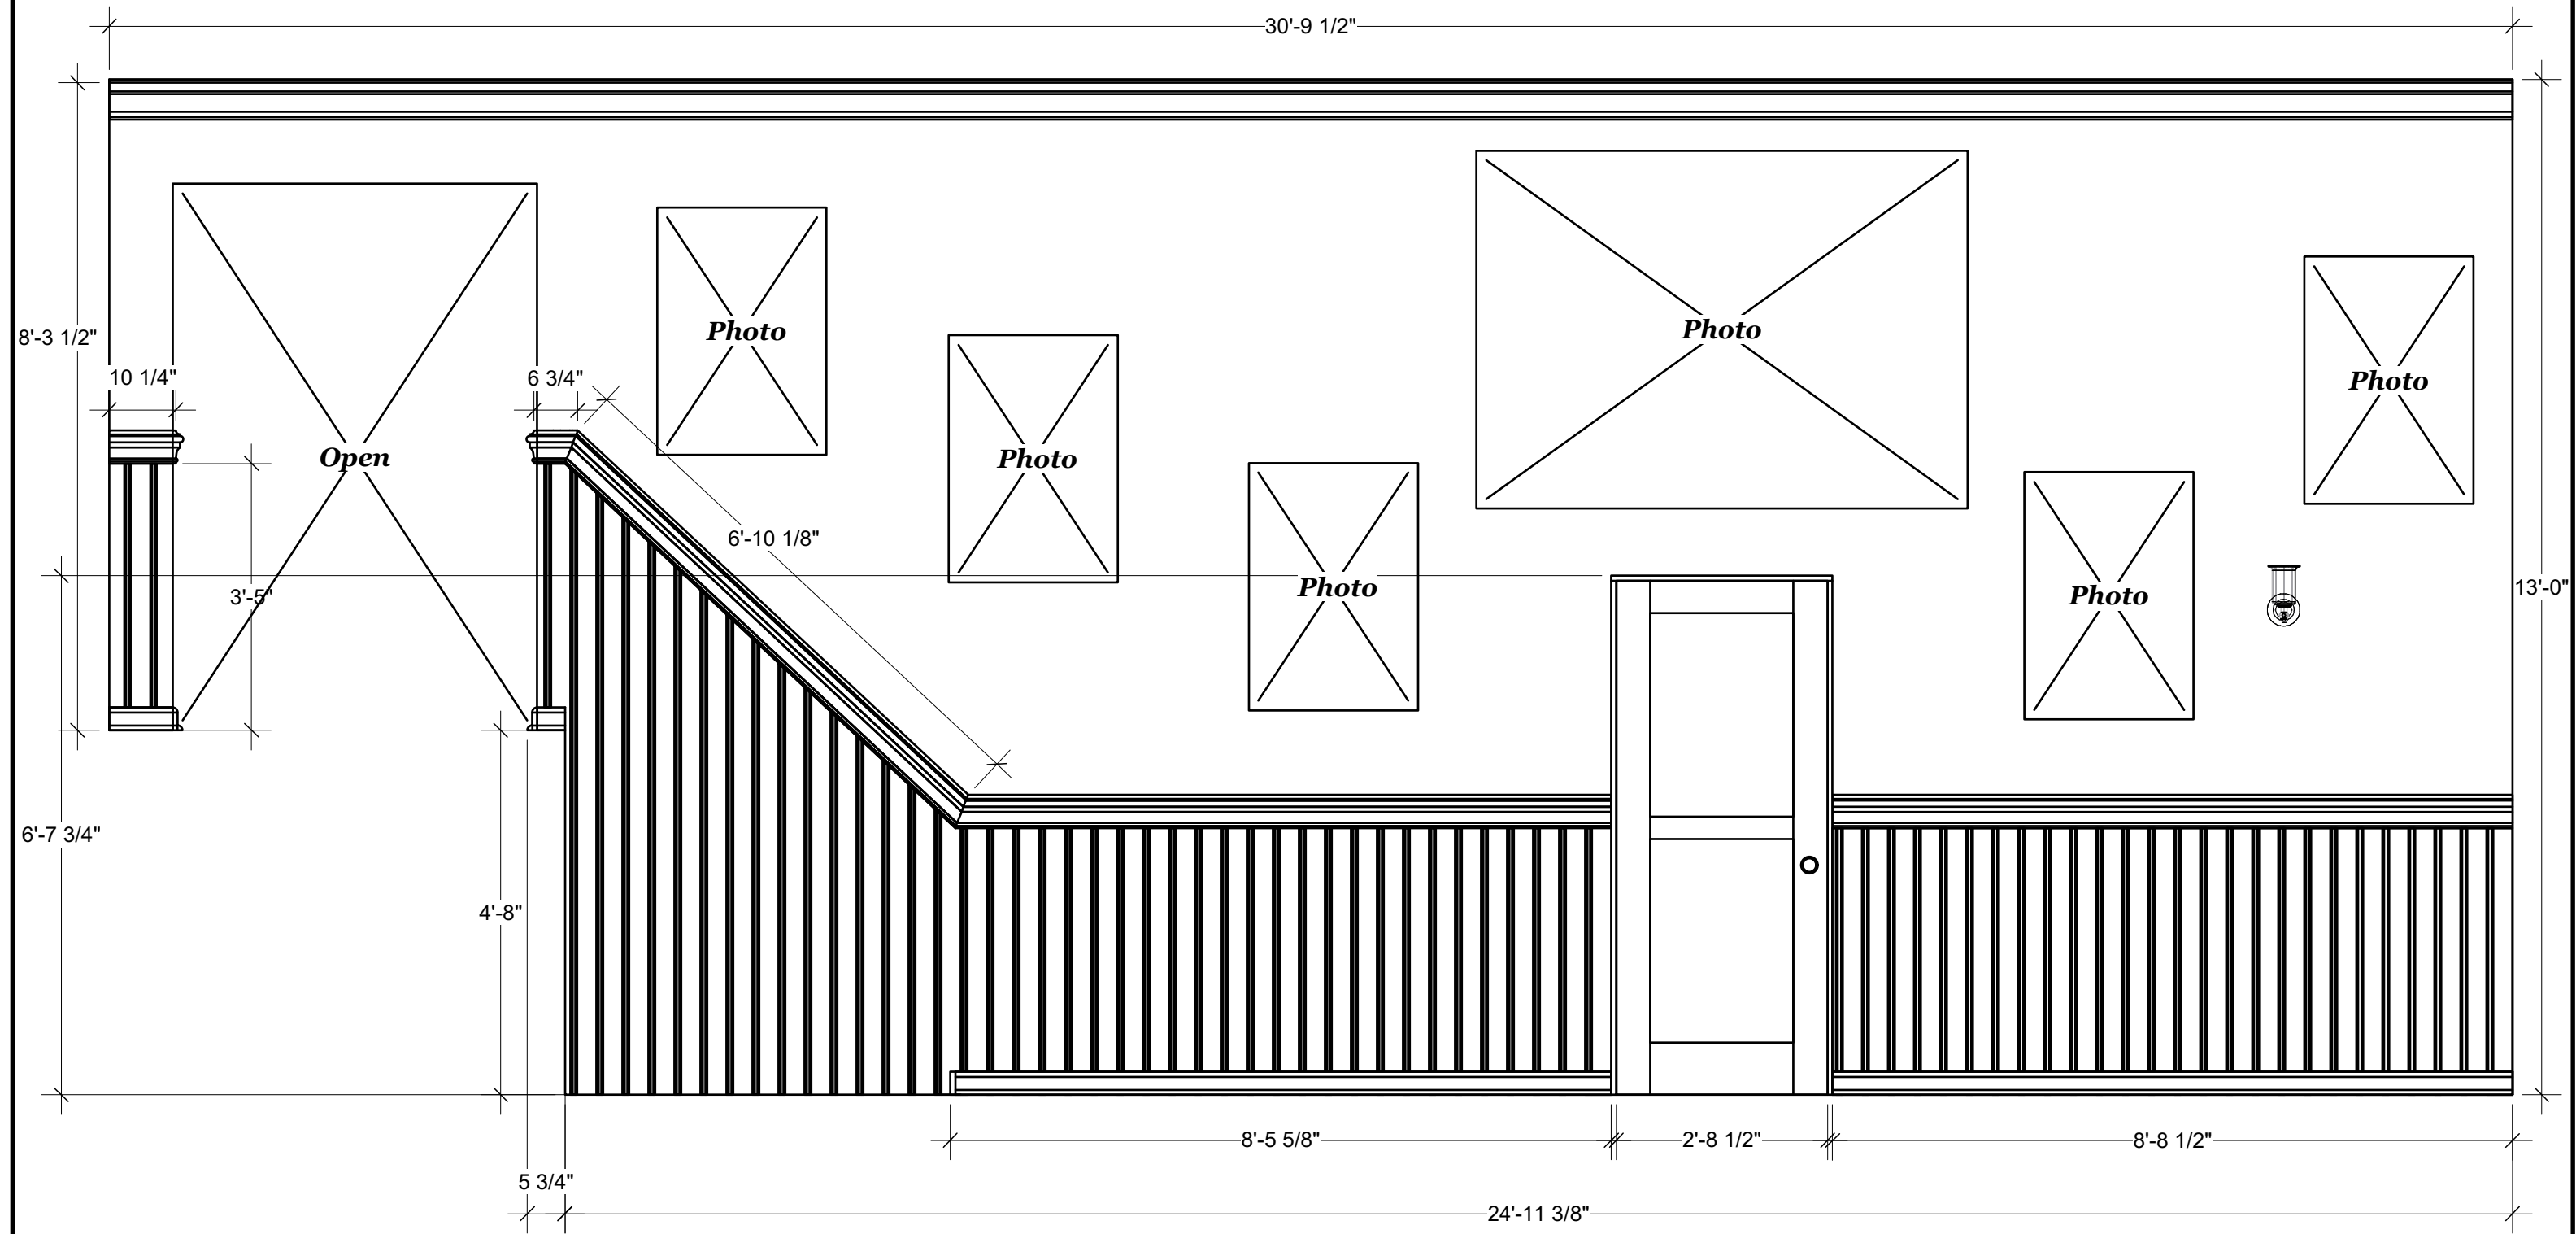 30'-9 1/2"
8'-3 1/2"
10 1/4"
6 3/4"
Photo
Photo
Photo
Open
Photo
6'-10 1/8"
3'-5"
Photo
Photo
13'-0"
6'-7 3/4"
4'-8"
8'-5 5/8"
2'-8 1/2"
8'-8 1/2"
5 3/4"
24'-11 3/8"